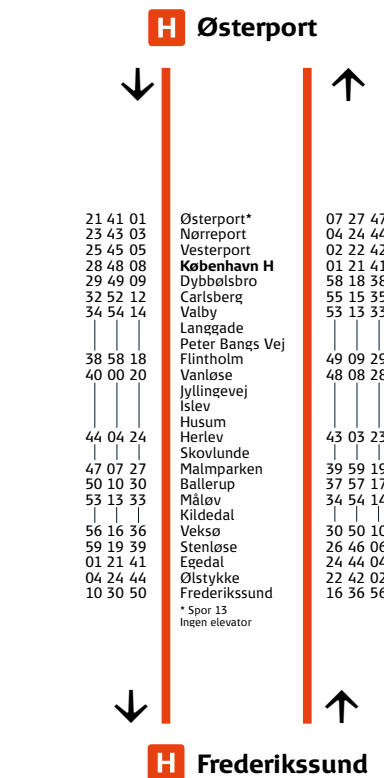 H Østerport
21 41 01 Østerport* 07 27 47
23 43 03 Nørreport 04 24 44
25 45 05 Vesterport 02 22 42
28 48 08 København H 01 21 41
29 49 09 Dybbølsbro 58 18 38
32 52 12 Carlsberg 55 15 35
34 54 14 Valby 53 13 33
Langgade
Peter Bangs Vej
38 58 18 Flintholm 49 09 29
40 00 20 Vanløse 48 08 28
Jyllingevej
Islev
Husum
44 04 24 Herlev 43 03 23
Skovlunde
47 07 27 Malmparken 39 59 19
50 10 30 Ballerup 37 57 17
53 13 33 Måløv 34 54 14
Kildedal
56 16 36 Veksø 30 50 10
59 19 39 Stenløse 26 46 06
01 21 41 Egedal 24 44 04
04 24 44 Ølstykke 22 42 02
10 30 50 Frederikssund 16 36 56
* Spor 13
Ingen elevator
H Frederikssund